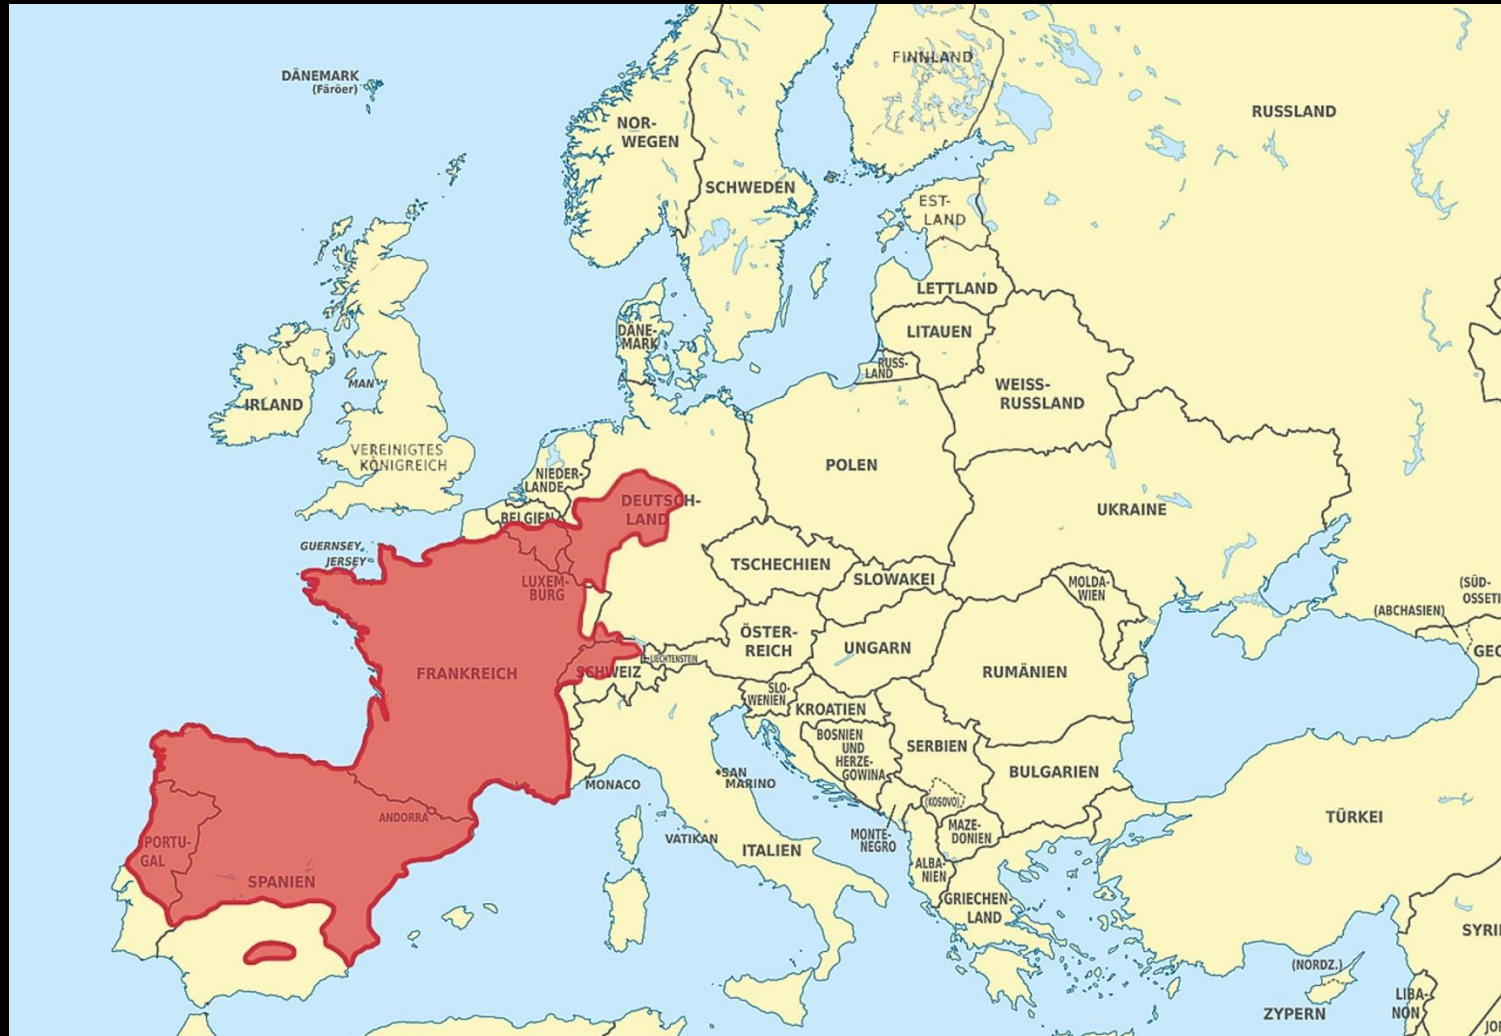 DÄNEMARK
(Färöer)
FINNLAND
RUSSLAND
NOR-
WEGEN
SCHWEDEN
EST-
LAND
LETTLAND
LITAUEN
RUSS-
LAND
DÄNE-
MARK
MAN
IRLAND
WEISS-
RUSSLAND
VEREINIGTES
KÖNIGREICH
POLEN
NIEDER-
LANDE
DEUTSCH-
LAND
BELGIEN
UKRAINE
GUERNSEY
JERSEY
TSCHECHIEN
SLOWAKEI
LUXEM-
BURG
MOLDA-
WIEN
(SÜD-
OSSETI
(ABCHASIEN)
ÖSTER-
REICH
UNGARN
GEO
LIECHTENSTEIN
FRANKREICH
SCHWEIZ
RUMÄNIEN
SLO-
WENIEN
KROATIEN
BOSNIEN
UND
HERZE-
GOWINA
SERBIEN
SAN
MARINO
BULGARIEN
MONACO
(KOSOVO)
ANDORRA
TÜRKEI
PORTU-
GAL
VATIKAN
ITALIEN
MONTE-
NEGRO
MAZE-
DONIEN
ALBA-
NIEN
SPANIEN
GRIECHEN-
LAND
SYRI
(NORDZ.)
ZYPERN
LIBA-
NON
JO